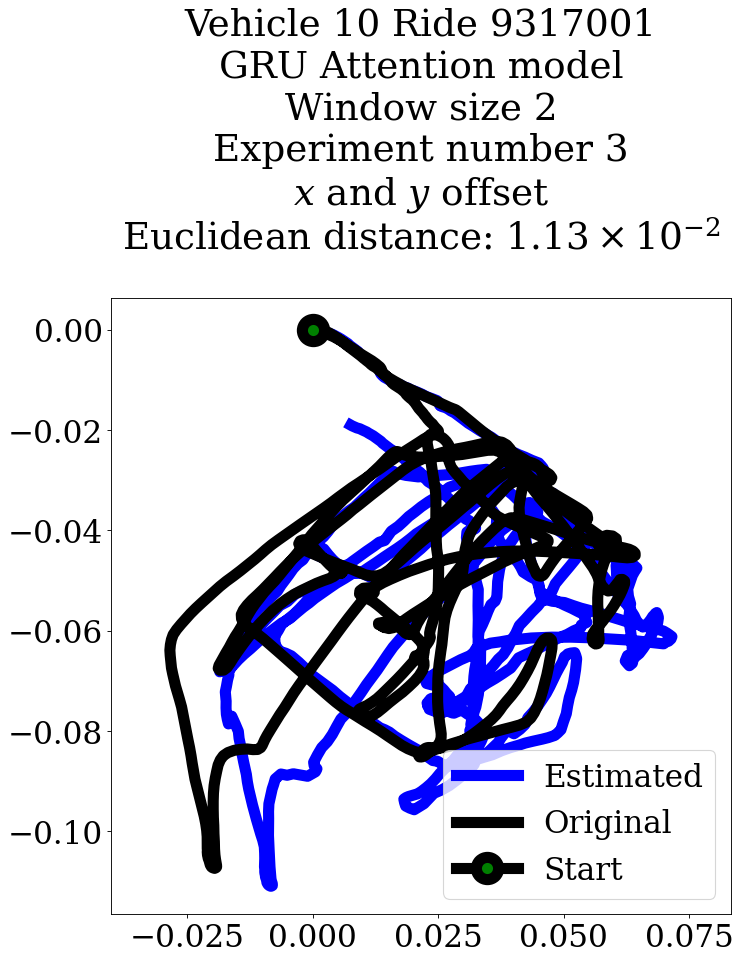 Vehicle 10 Ride 9317001
GRU Attention model
Window size 2
Experiment number 3
x and y offset
Euclidean distance: 1.13 × 10⁻²
0.00
−0.02
−0.04
−0.06
−0.08
−0.10
Estimated
Original
Start
−0.025 0.000 0.025 0.050 0.075